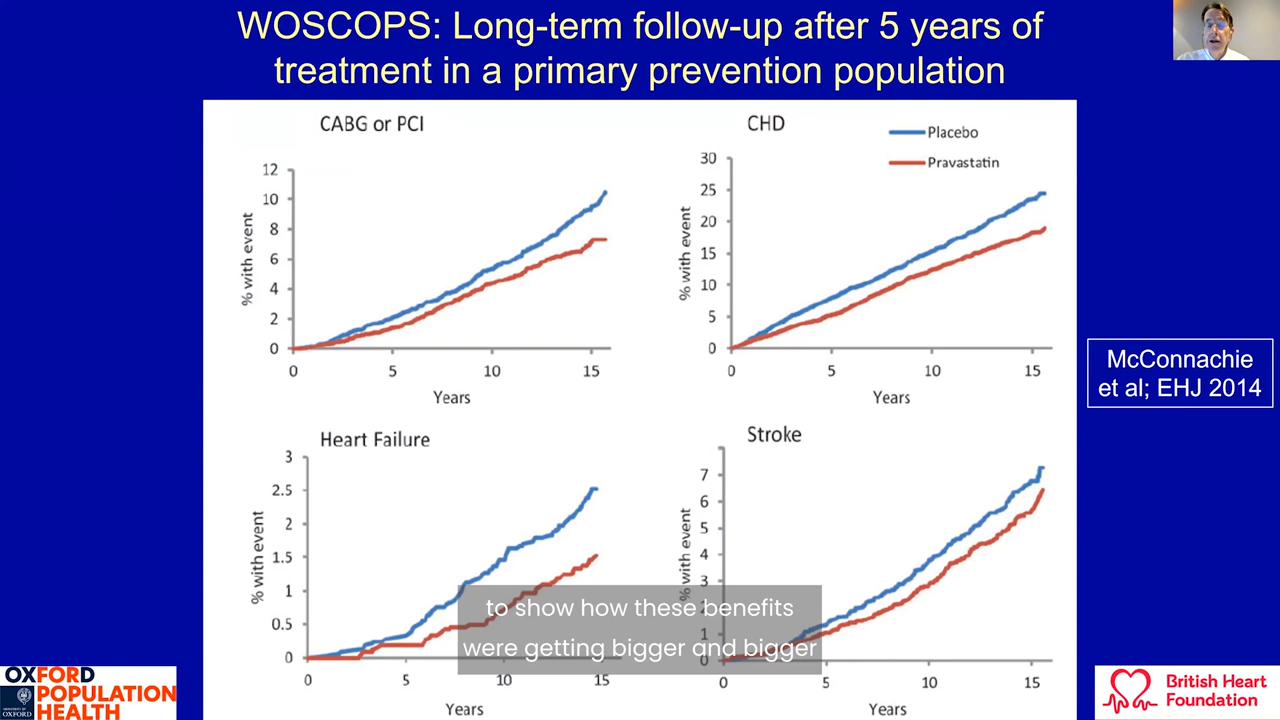 WOSCOPS: Long-term follow-up after 5 years of
treatment in a primary prevention population
CABG or PCI
12
10
8
6
4
2
0
% with event
0 5 10 15
Years
CHD
Placebo
Pravastatin
30
25
20
15
10
5
0
% with event
0 5 10 15
Years
McConnachie
et al; EHJ 2014
Heart Failure
3
2.5
2
1.5
1
0.5
0
% with event
0 5 10 15
Years
Stroke
7
6
5
4
3
2
1
0
% with event
5 10 15
Years
to show how these benefits
were getting bigger and bigger
OXFORD
POPULATION
HEALTH
UNIVERSITY OF
OXFORD
British Heart
Foundation